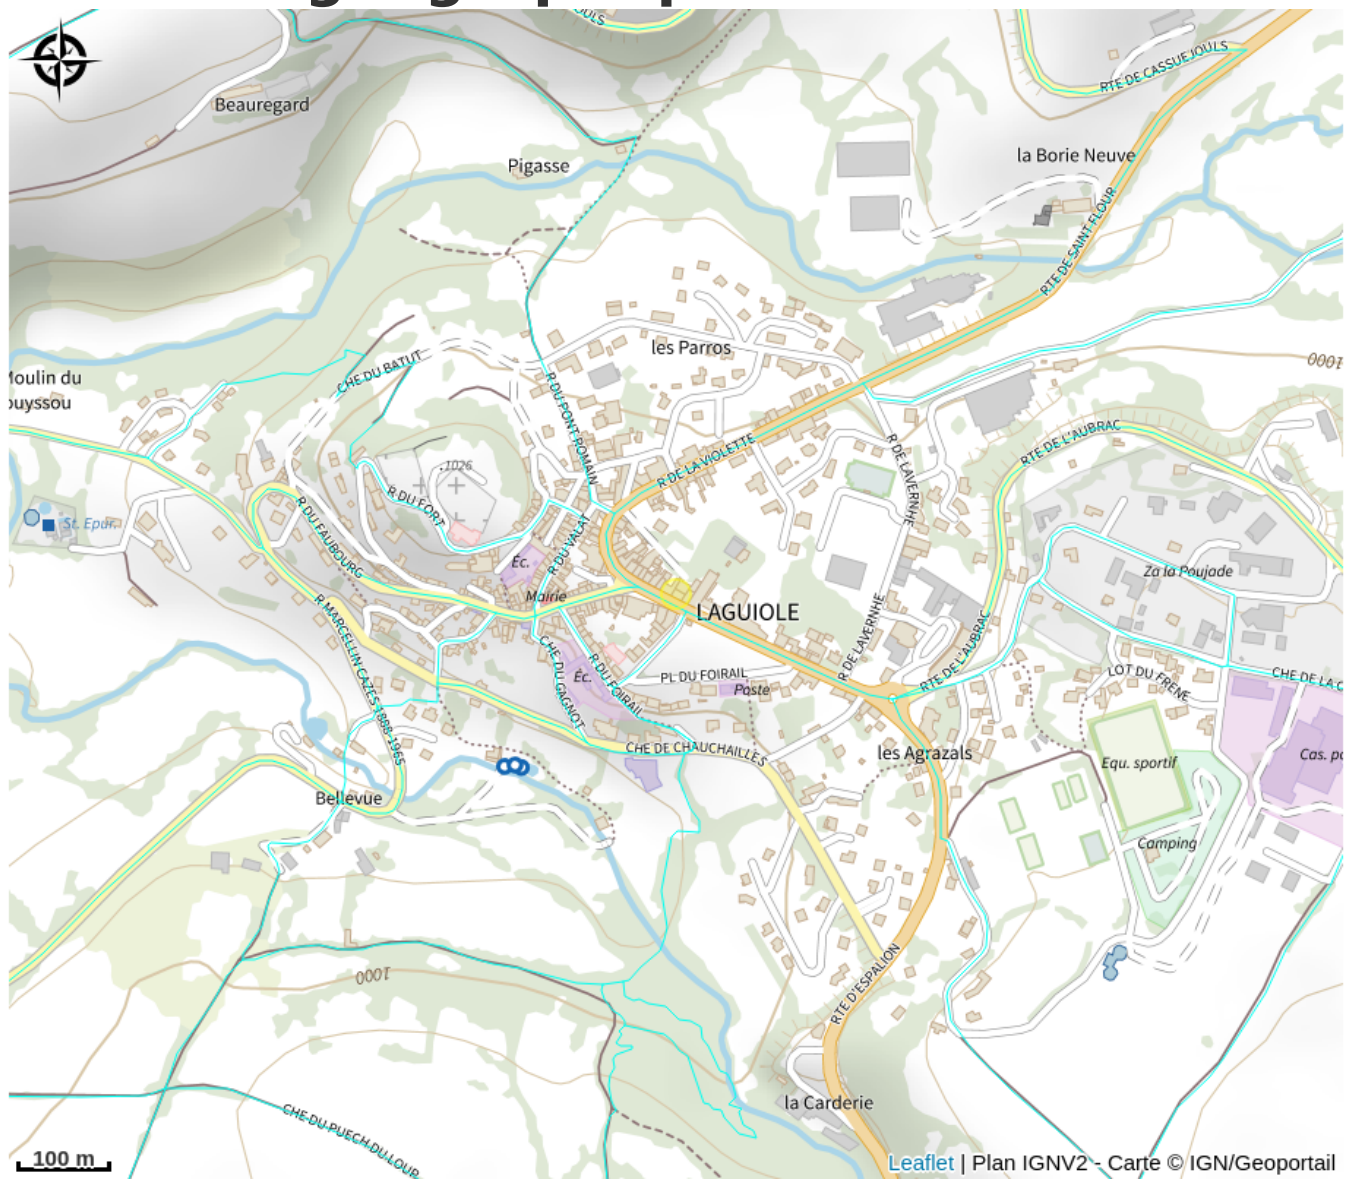 JOULS
RTE DE CASSUEJOULS
Beauregard
Pigasse
la Borie Neuve
RTE DE SAINT-FLOUR
les Parros
1000
CHE DU BATUT
Moulin du
ouyssou
R DU PONT ROMAIN
R DE LA VIOLETTE
RTE DE L'AUBRAC
R DE LAVERNHE
.1026
R DU FORT
St. Epur.
R DU FAUBOURG
R DU VALAT
Éc.
Za la Poujade
Mairie
LAGUIOLE
R MARCELLIN CAZES 1888-1965
CHE DU GAGNOT
R DU FOIRAIL
Éc.
PL DU FOIRAIL
Poste
R DE LAVERNHE
RTE DE L'AUBRAC
LOT DU FRENE
CHE DE LA C
CHE DE CHAUCHAILLES
les Agrazals
Equ. sportif
Cas. po
Bellevue
Camping
1000
RTE D'ESPALION
la Carderie
CHE DU PUECH DU LOUP
100 m
Leaflet | Plan IGNV2 - Carte © IGN/Geoportail